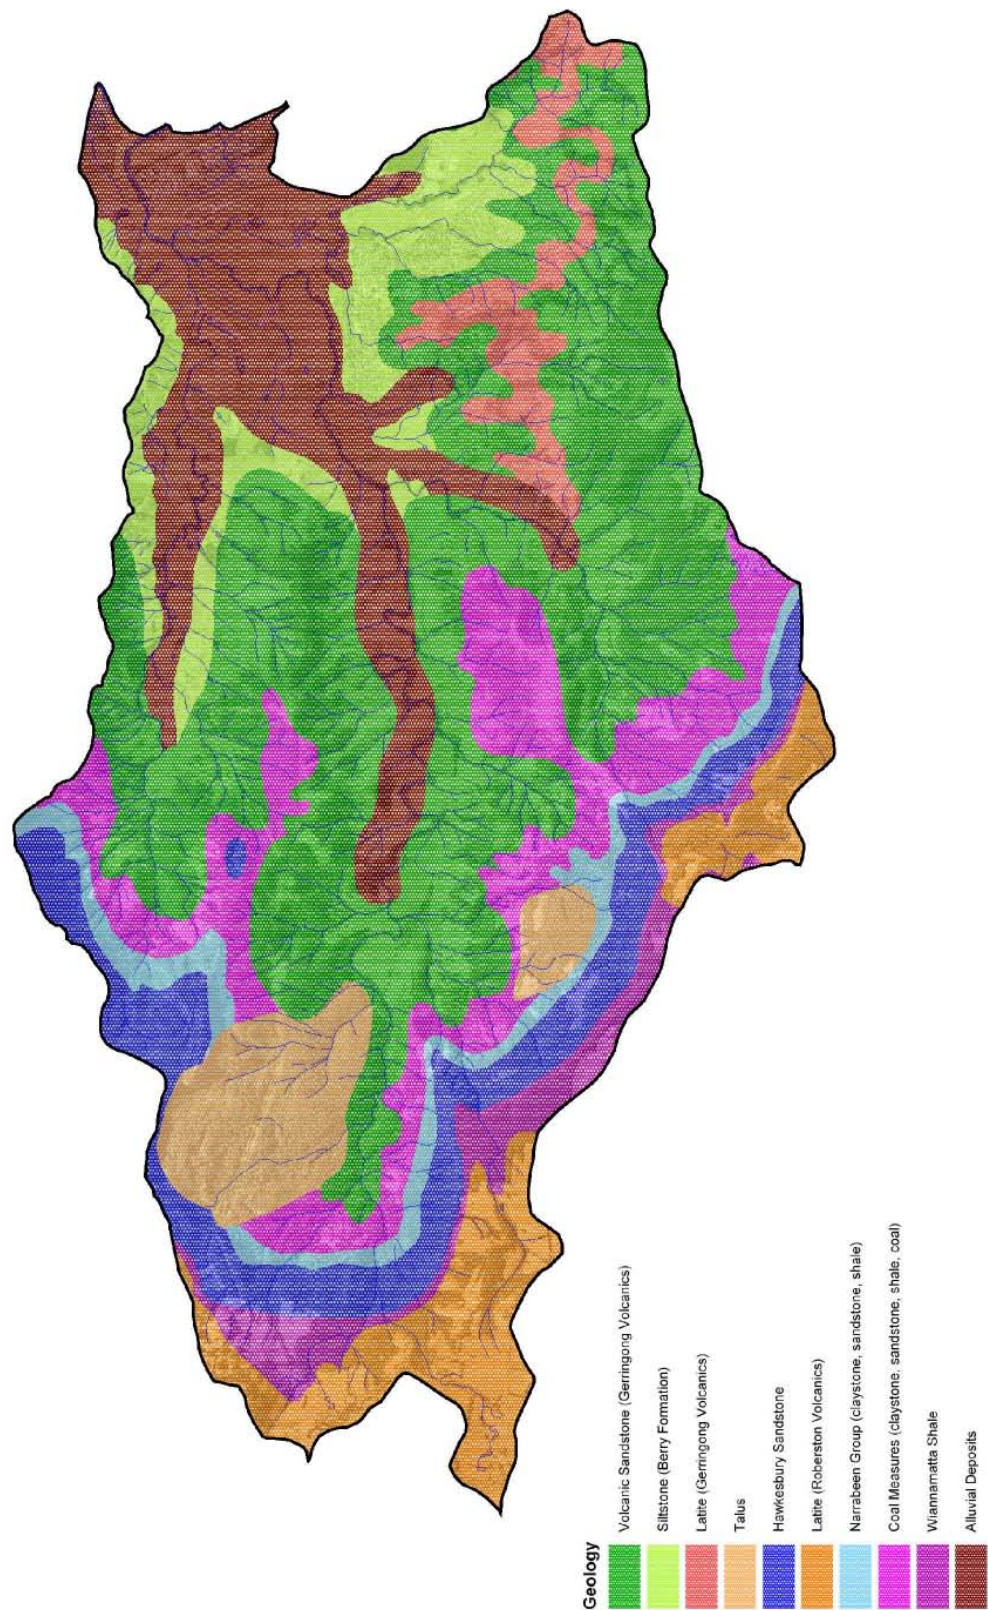 Geology
Volcanic Sandstone (Gerringong Volcanics)
Siltstone (Berry Formation)
Latite (Gerringong Volcanics)
Talus
Hawkesbury Sandstone
Latite (Roberston Volcanics)
Narrabeen Group (claystone, sandstone, shale)
Coal Measures (claystone, sandstone, shale, coal)
Wiannamatta Shale
Alluvial Deposits